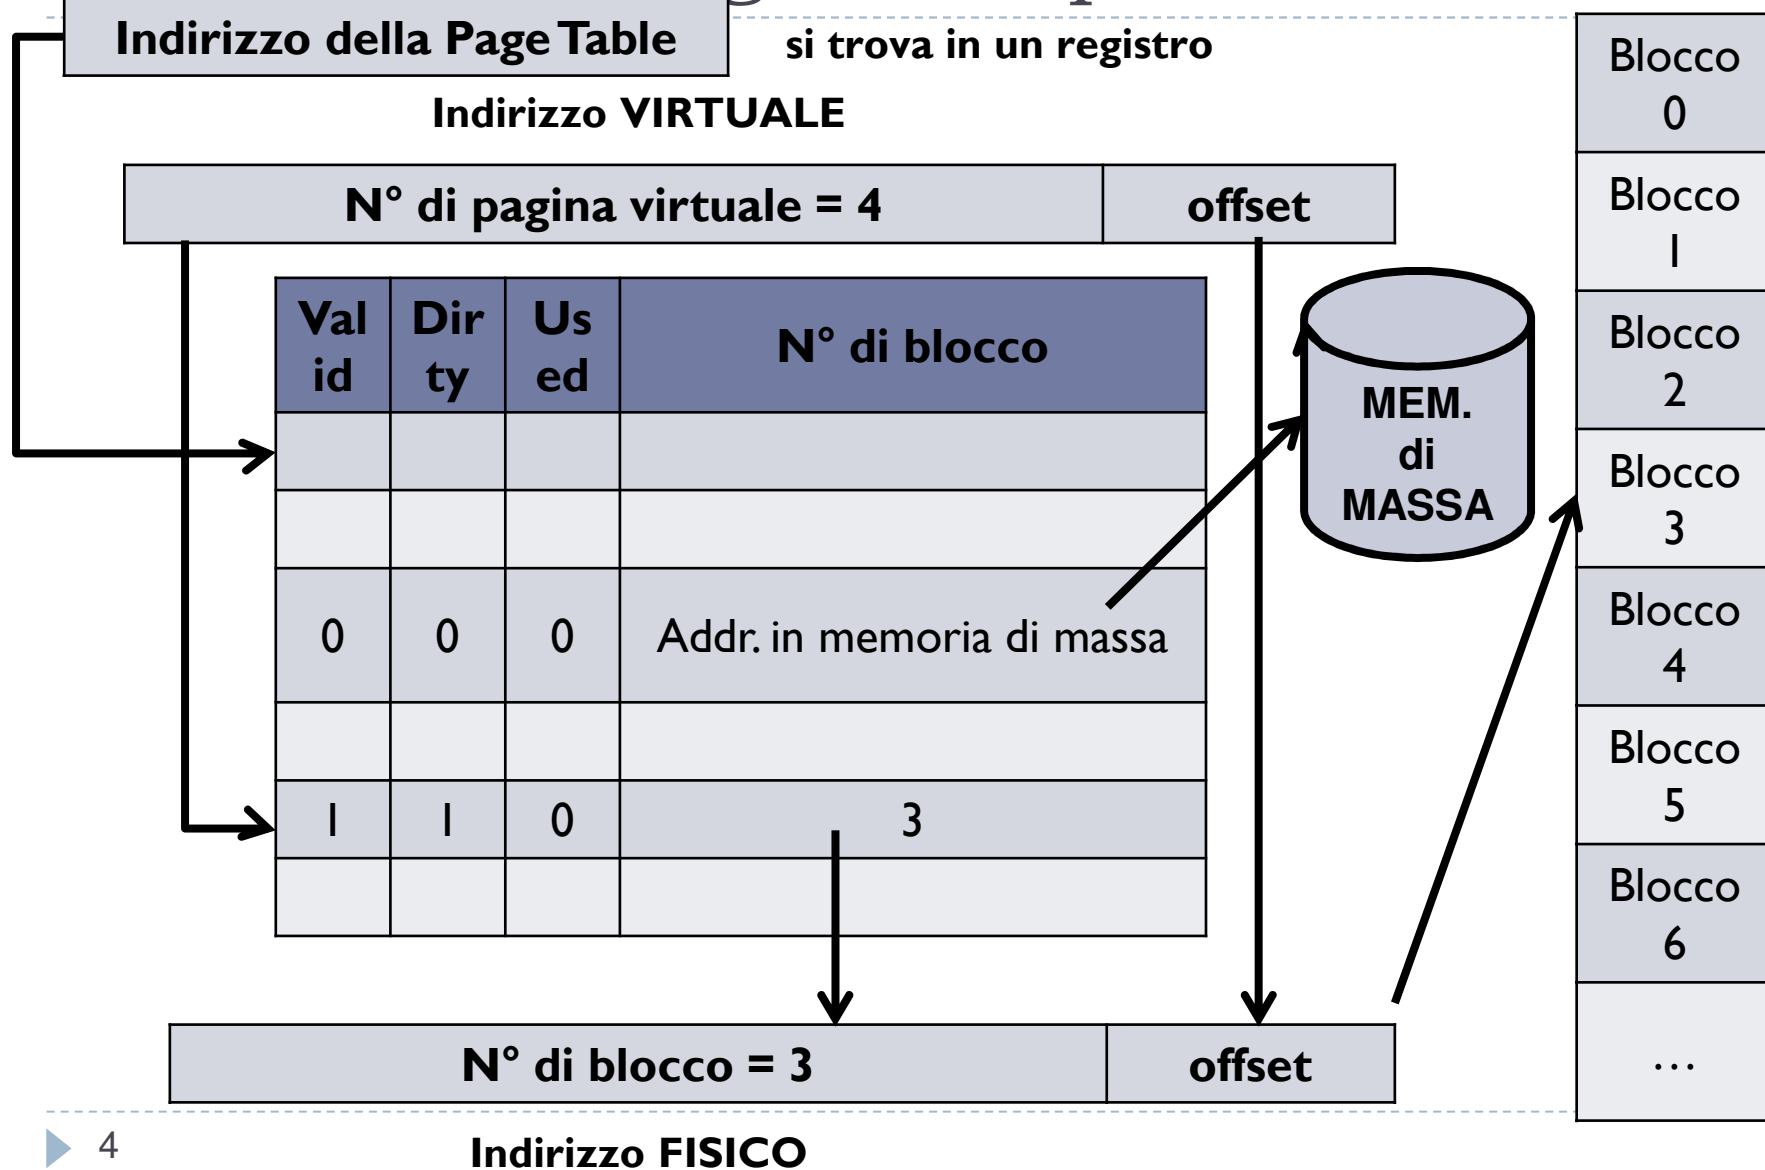 Indirizzo della Page Table
si trova in un registro
Indirizzo VIRTUALE
N° di pagina virtuale = 4
offset
Val
id
Dir
ty
Us
ed
N° di blocco
0
0
0
Addr. in memoria di massa
1
1
0
3
MEM.
di
MASSA
N° di blocco = 3
offset
Indirizzo FISICO
Blocco
0
Blocco
1
Blocco
2
Blocco
3
Blocco
4
Blocco
5
Blocco
6
…
4